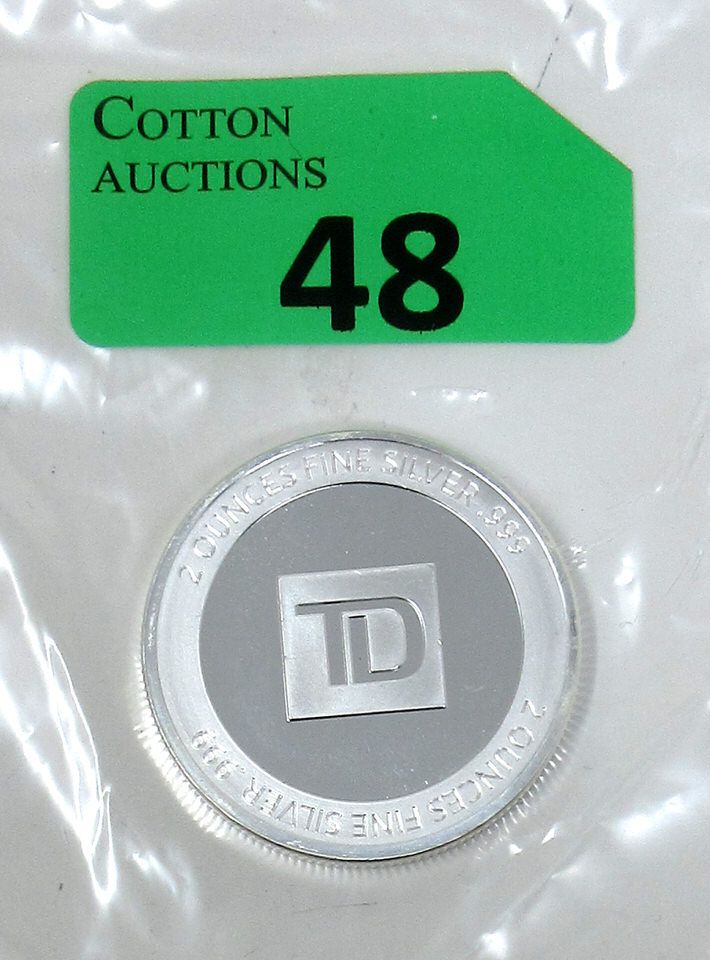 COTTON
AUCTIONS
48
2 OUNCES FINE SILVER .999
TD
2 OUNCES FINE SILVER .999